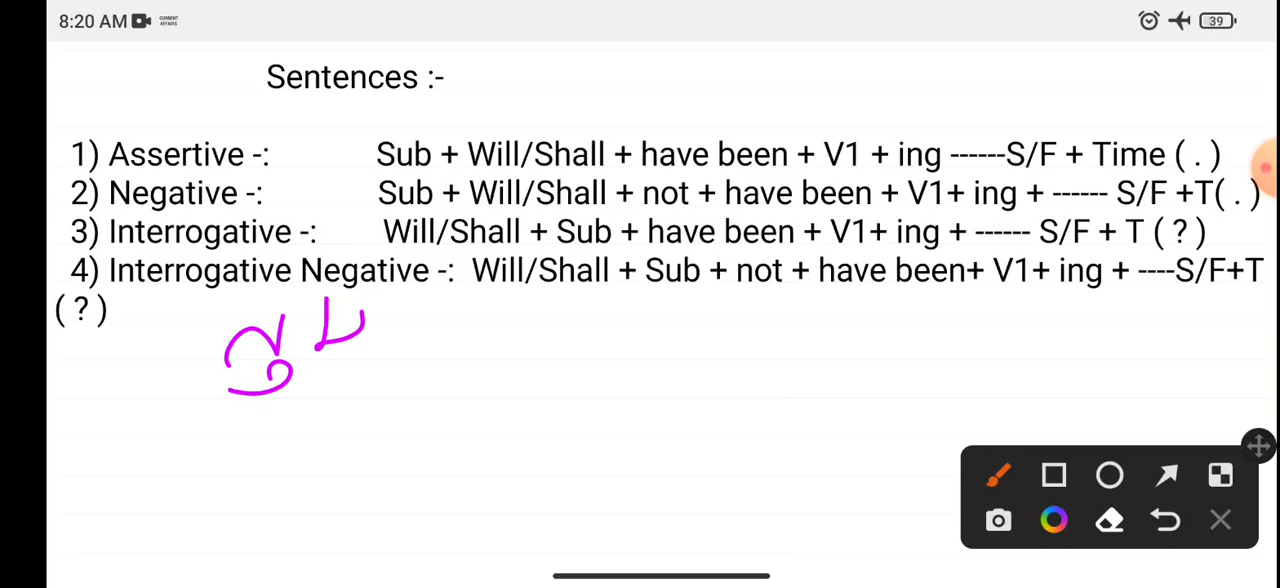 8:20 AM CURRENT AFFAIRS 39
Sentences :-
1) Assertive -: Sub + Will/Shall + have been + V1 + ing ------S/F + Time ( . )
2) Negative -: Sub + Will/Shall + not + have been + V1+ ing + ------ S/F +T( . )
3) Interrogative -: Will/Shall + Sub + have been + V1+ ing + ------ S/F + T ( ? )
4) Interrogative Negative -: Will/Shall + Sub + not + have been+ V1+ ing + ----S/F+T
( ? )